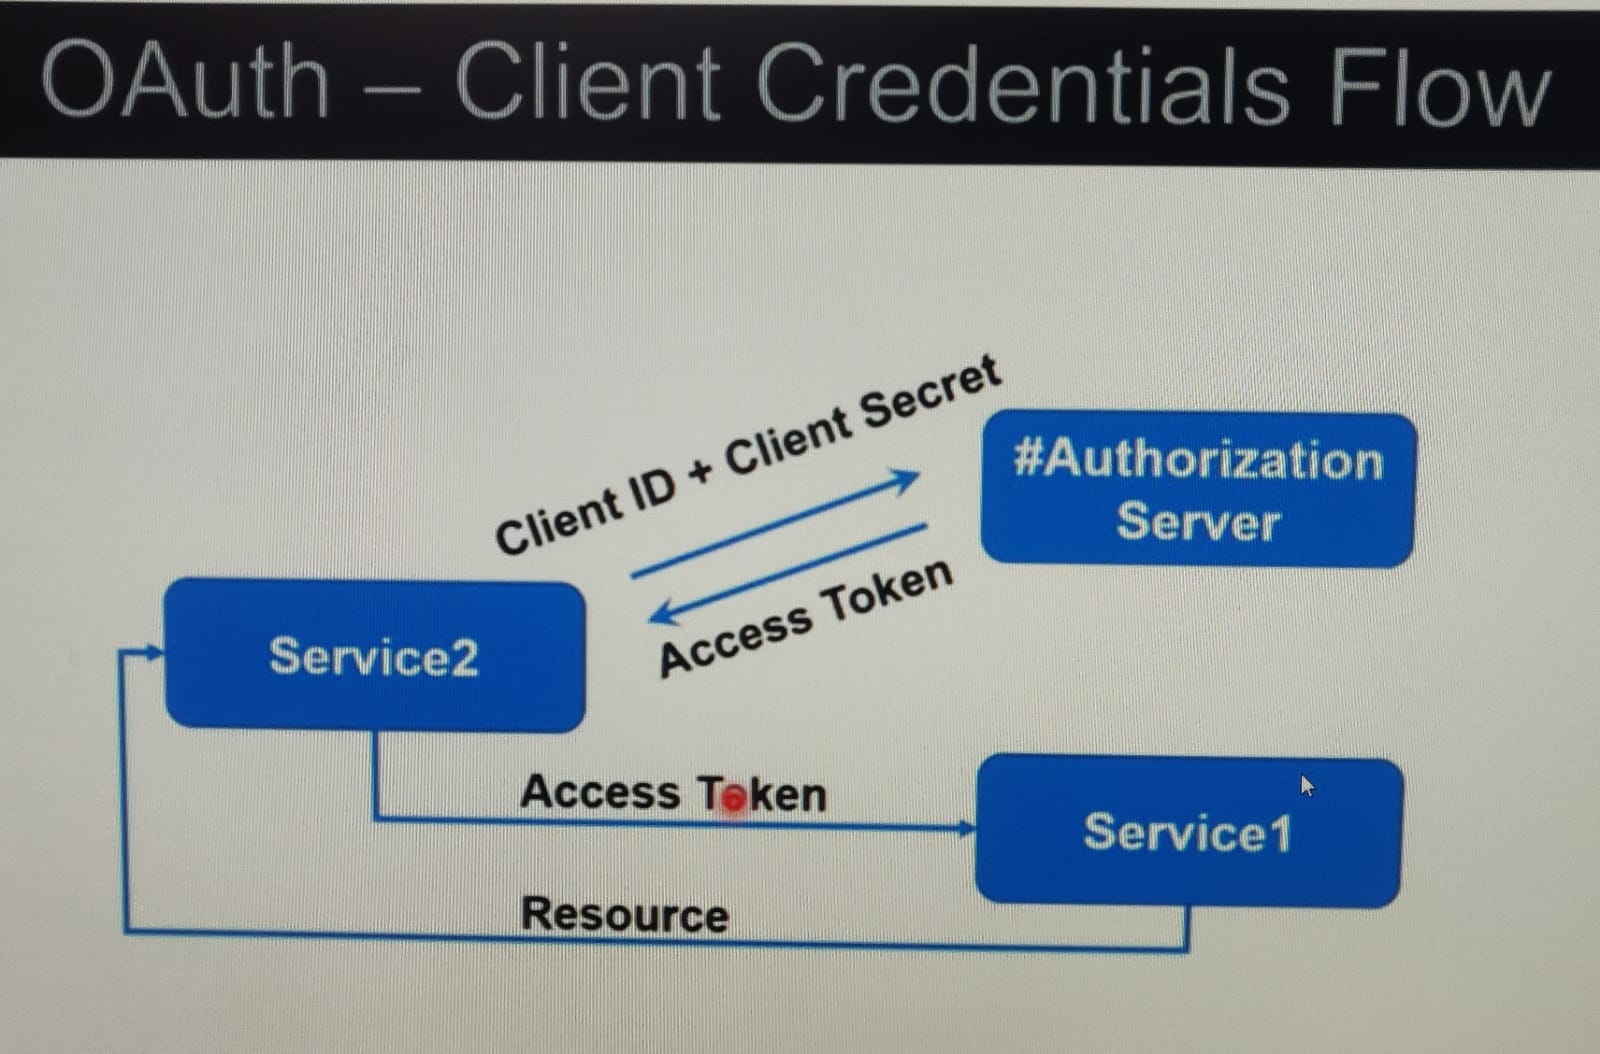 OAuth – Client Credentials Flow
Client ID + Client Secret
#Authorization
Server
Access Token
Service2
Access Token
Service1
Resource